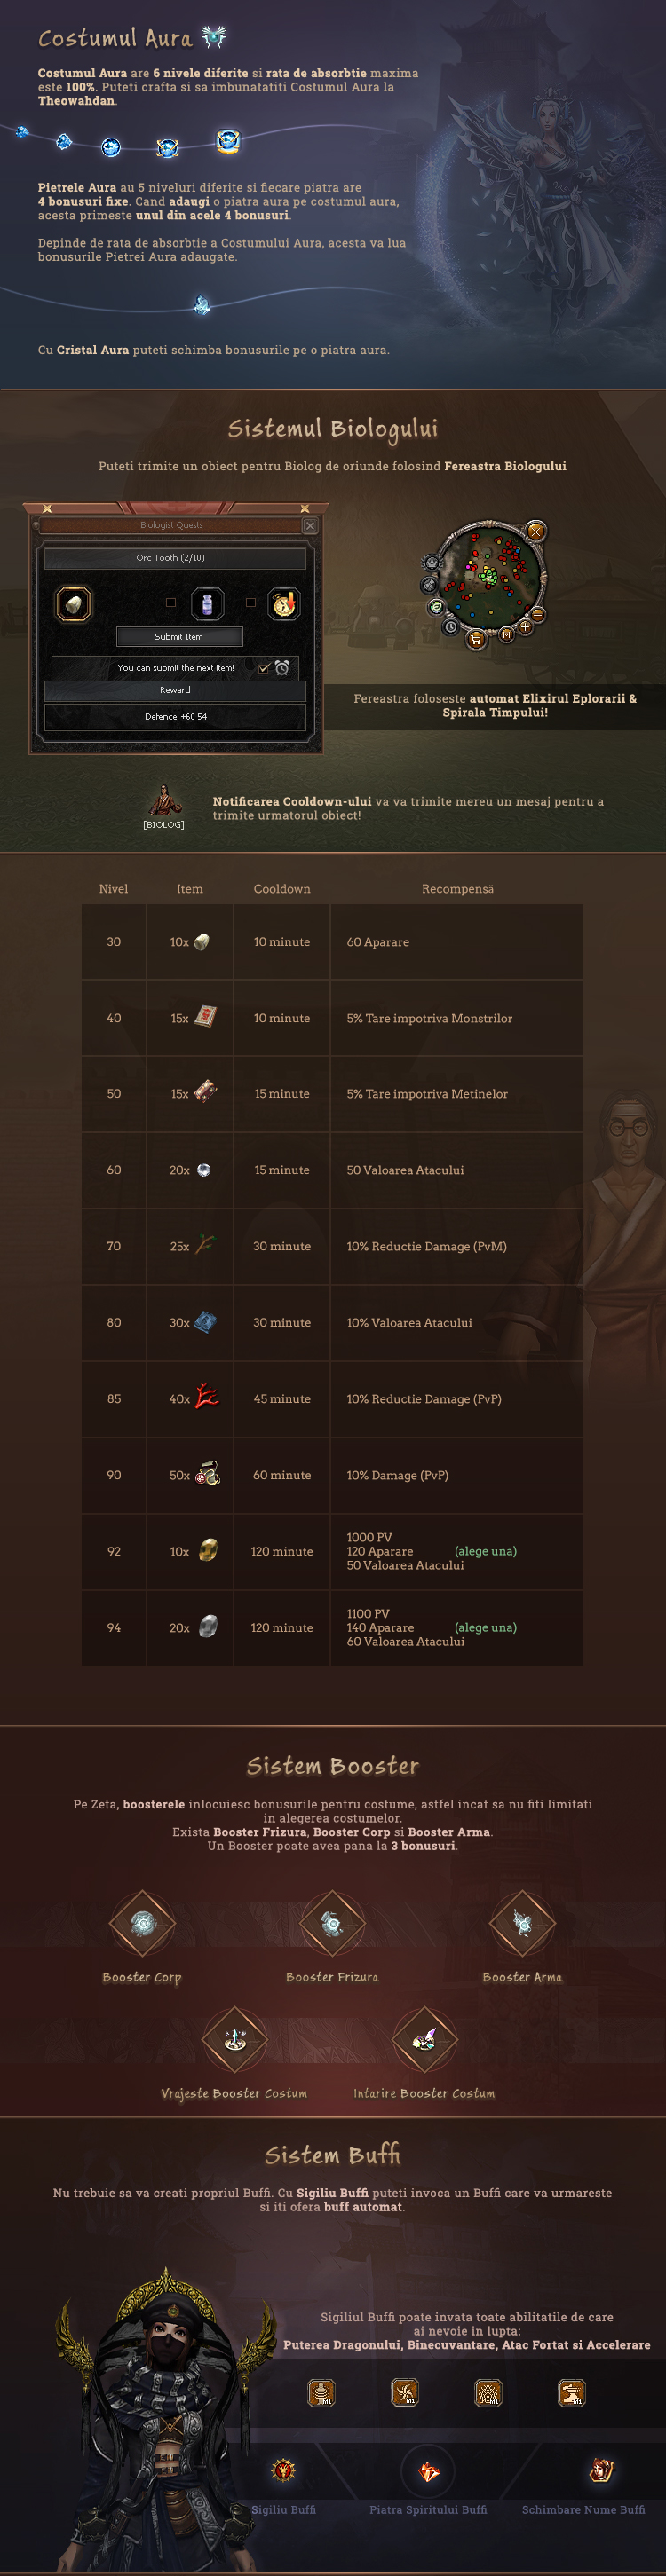 Costumul Aura
Costumul Aura are 6 nivele diferite si rata de absorbtie maxima
este 100%. Puteti crafta si sa imbunatatiti Costumul Aura la
Theowahdan.
Pietrele Aura au 5 niveluri diferite si fiecare piatra are
4 bonusuri fixe. Cand adaugi o piatra aura pe costumul aura,
acesta primeste unul din acele 4 bonusuri.
Depinde de rata de absorbtie a Costumului Aura, acesta va lua
bonusurile Pietrei Aura adaugate.
Cu Cristal Aura puteti schimba bonusurile pe o piatra aura.
Sistemul Biologului
Puteti trimite un obiect pentru Biolog de oriunde folosind Fereastra Biologului
Biologist Quests
Orc Tooth (2/10)
Submit Item
You can submit the next item!
Reward
Defence +60 54
Fereastra foloseste automat Elixirul Eplorarii &
Spirala Timpului!
[BIOLOG]
Notificarea Cooldown-ului va va trimite mereu un mesaj pentru a
trimite urmatorul obiect!
Nivel Item Cooldown Recompensă
30 10x 10 minute 60 Aparare
40 15x 10 minute 5% Tare impotriva Monstrilor
50 15x 15 minute 5% Tare impotriva Metinelor
60 20x 15 minute 50 Valoarea Atacului
70 25x 30 minute 10% Reductie Damage (PvM)
80 30x 30 minute 10% Valoarea Atacului
85 40x 45 minute 10% Reductie Damage (PvP)
90 50x 60 minute 10% Damage (PvP)
1000 PV
92 10x 120 minute 120 Aparare (alege una)
50 Valoarea Atacului
1100 PV
94 20x 120 minute 140 Aparare (alege una)
60 Valoarea Atacului
Sistem Booster
Pe Zeta, boosterele inlocuiesc bonusurile pentru costume, astfel incat sa nu fiti limitati
in alegerea costumelor.
Exista Booster Frizura, Booster Corp si Booster Arma.
Un Booster poate avea pana la 3 bonusuri.
Booster Corp Booster Frizura Booster Arma
Vrajeste Booster Costum Intarire Booster Costum
Sistem Buffi
Nu trebuie sa va creati propriul Buffi. Cu Sigiliu Buffi puteti invoca un Buffi care va urmareste
si iti ofera buff automat.
Sigiliul Buffi poate invata toate abilitatile de care
ai nevoie in lupta:
Puterea Dragonului, Binecuvantare, Atac Fortat si Accelerare
M1 M1 M1 M1
Sigiliu Buffi Piatra Spiritului Buffi Schimbare Nume Buffi